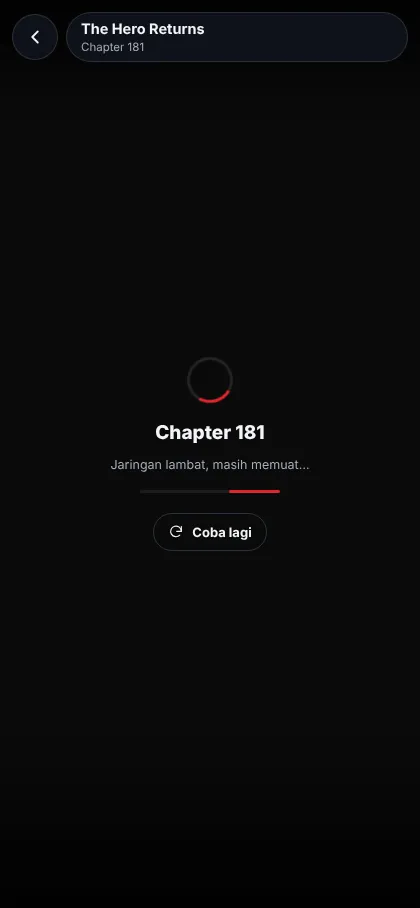 The Hero Returns
Chapter 181
Chapter 181
Jaringan lambat, masih memuat...
Coba lagi